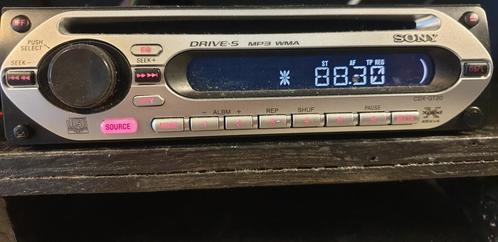 OFF
DRIVE-S MP3 WMA
SONY
PUSH
SELECT
SEEK-
SEEK+
ST AF TP REG
88.30
CDX-GT20
- ALBM +
REP
SHUF
PAUSE
SOURCE